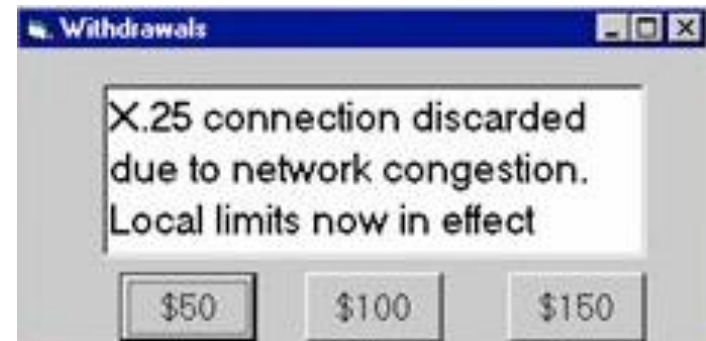 Withdrawals
X.25 connection discarded
due to network congestion.
Local limits now in effect
$50 $100 $150